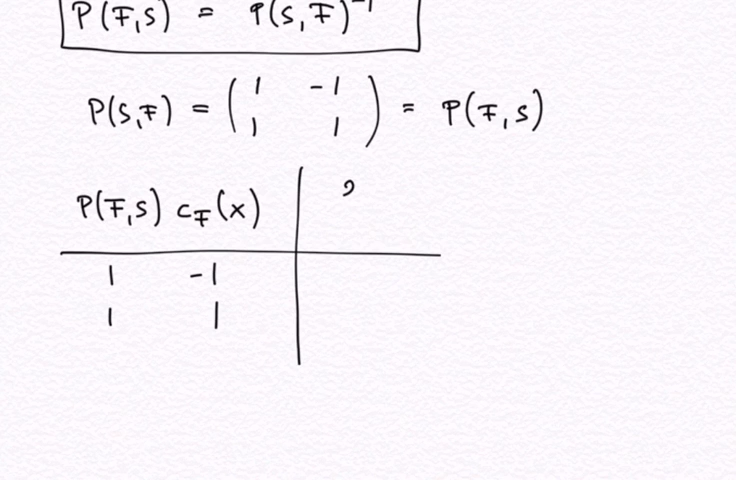 P(F,S) = P(S,F)⁻¹
P(S,F) = ( 1 -1 ) = P(F,S)
( 1 1 )
P(F,S) c_F(x)
1 -1
1 1